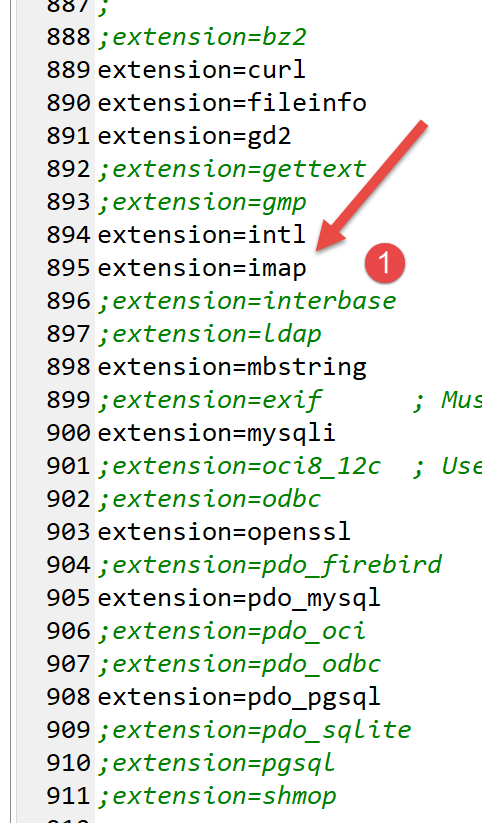 887 ;
888 ;extension=bz2
889 extension=curl
890 extension=fileinfo
891 extension=gd2
892 ;extension=gettext
893 ;extension=gmp
894 extension=intl
895 extension=imap 1
896 ;extension=interbase
897 ;extension=ldap
898 extension=mbstring
899 ;extension=exif ; Mus
900 extension=mysqli
901 ;extension=oci8_12c ; Use
902 ;extension=odbc
903 extension=openssl
904 ;extension=pdo_firebird
905 extension=pdo_mysql
906 ;extension=pdo_oci
907 ;extension=pdo_odbc
908 extension=pdo_pgsql
909 ;extension=pdo_sqlite
910 ;extension=pgsql
911 ;extension=shmop